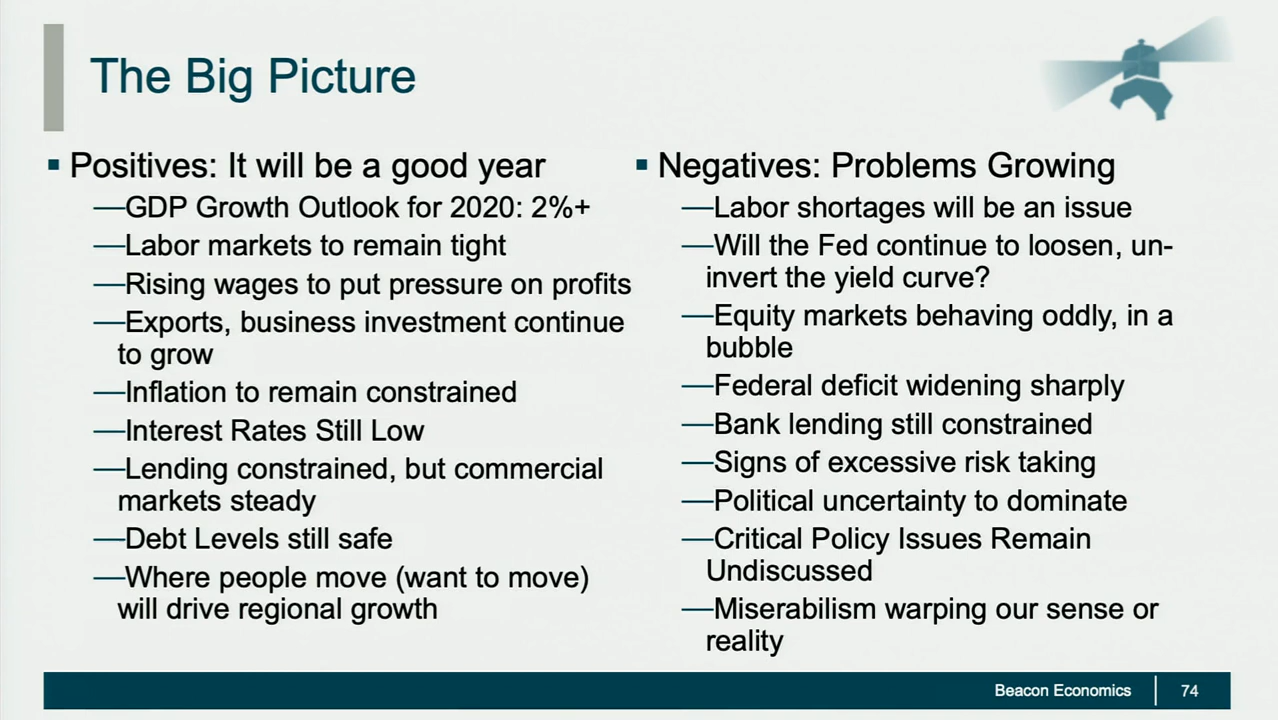 The Big Picture
▪ Positives: It will be a good year
—GDP Growth Outlook for 2020: 2%+
—Labor markets to remain tight
—Rising wages to put pressure on profits
—Exports, business investment continue
to grow
—Inflation to remain constrained
—Interest Rates Still Low
—Lending constrained, but commercial
markets steady
—Debt Levels still safe
—Where people move (want to move)
will drive regional growth
▪ Negatives: Problems Growing
—Labor shortages will be an issue
—Will the Fed continue to loosen, un-
invert the yield curve?
—Equity markets behaving oddly, in a
bubble
—Federal deficit widening sharply
—Bank lending still constrained
—Signs of excessive risk taking
—Political uncertainty to dominate
—Critical Policy Issues Remain
Undiscussed
—Miserabilism warping our sense or
reality
Beacon Economics
74